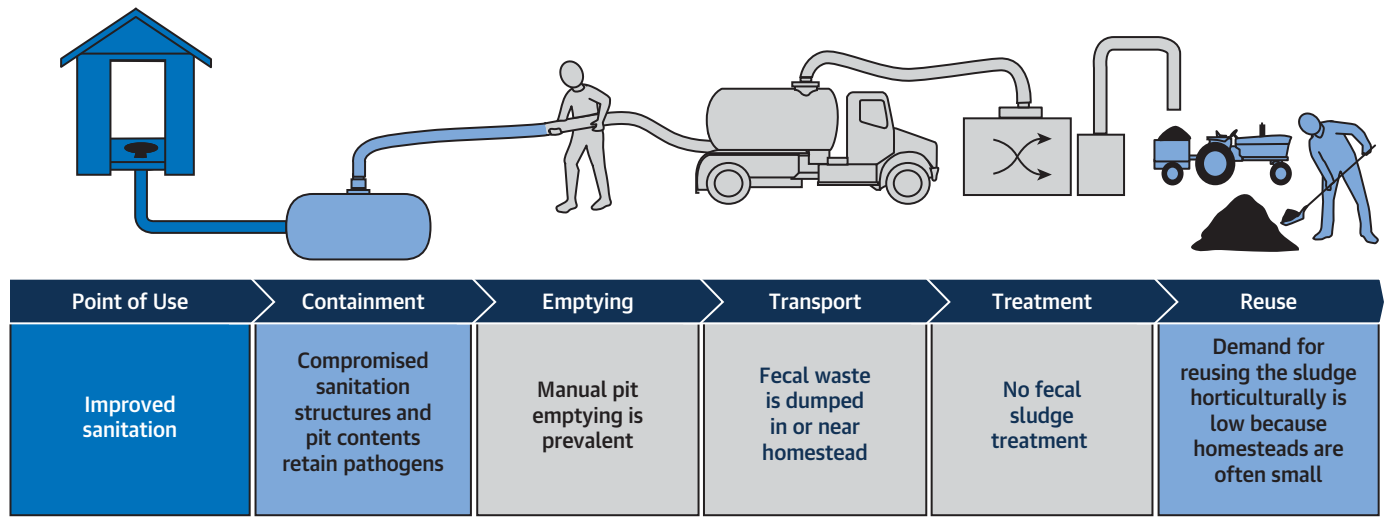 Point of Use
Containment
Emptying
Transport
Treatment
Reuse
Improved
sanitation
Compromised
sanitation
structures and
pit contents
retain pathogens
Manual pit
emptying is
prevalent
Fecal waste
is dumped
in or near
homestead
No fecal
sludge
treatment
Demand for
reusing the sludge
horticulturally is
low because
homesteads are
often small